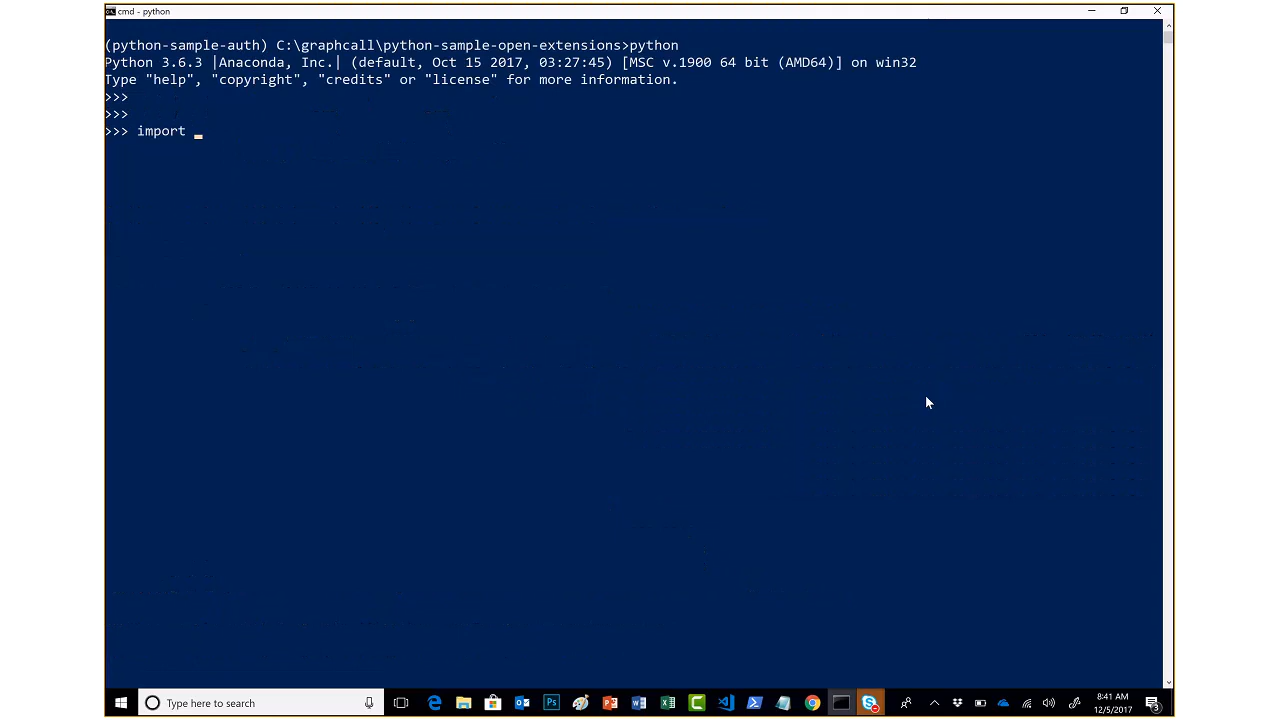 cmd - python
(python-sample-auth) C:\graphcall\python-sample-open-extensions>python
Python 3.6.3 |Anaconda, Inc.| (default, Oct 15 2017, 03:27:45) [MSC v.1900 64 bit (AMD64)] on win32
Type "help", "copyright", "credits" or "license" for more information.
>>>
>>>
>>> import _
Type here to search
8:41 AM
12/5/2017
3